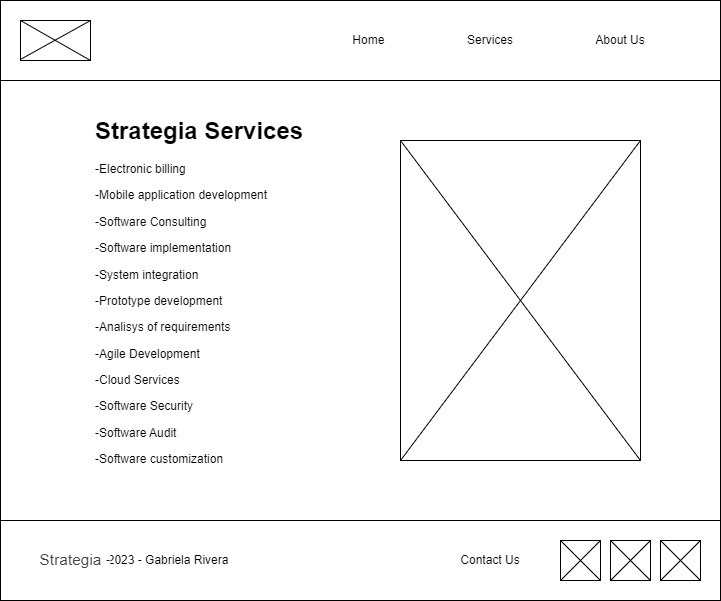 Home Services About Us
Strategia Services
-Electronic billing
-Mobile application development
-Software Consulting
-Software implementation
-System integration
-Prototype development
-Analisys of requirements
-Agile Development
-Cloud Services
-Software Security
-Software Audit
-Software customization
Strategia -2023 - Gabriela Rivera Contact Us